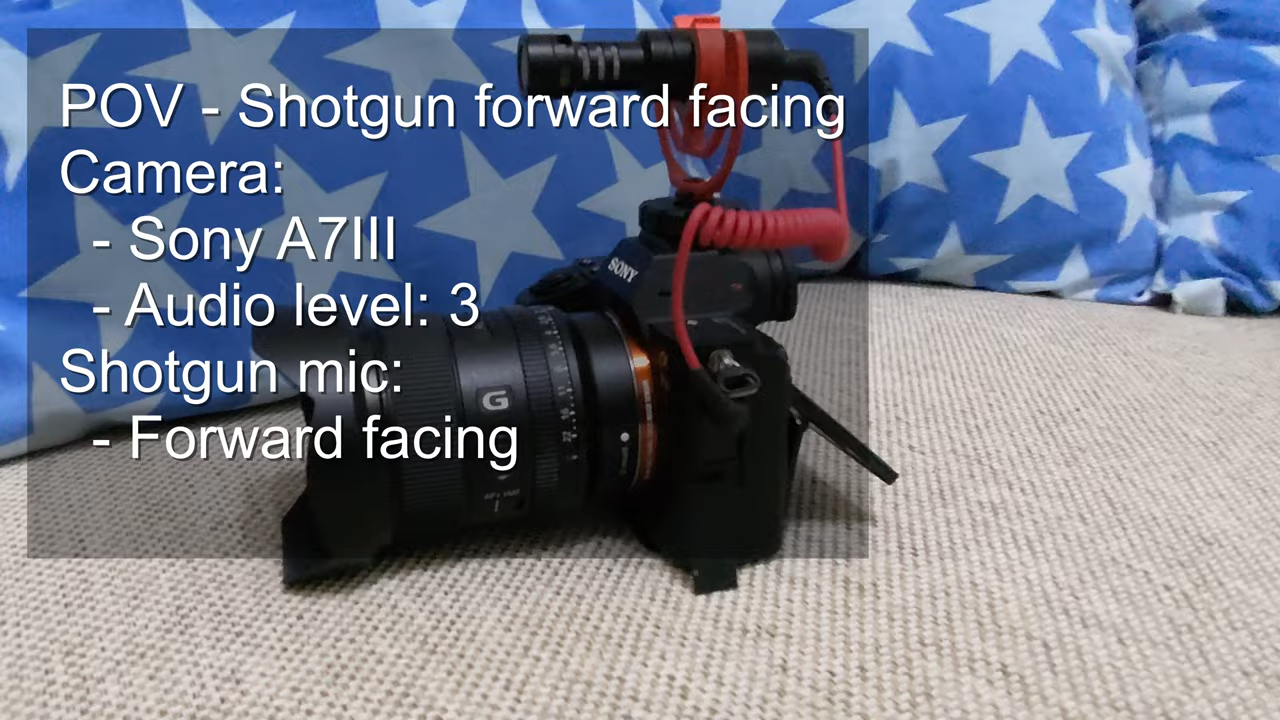 POV - Shotgun forward facing
Camera:
- Sony A7III
- Audio level: 3
Shotgun mic:
- Forward facing
SONY
G